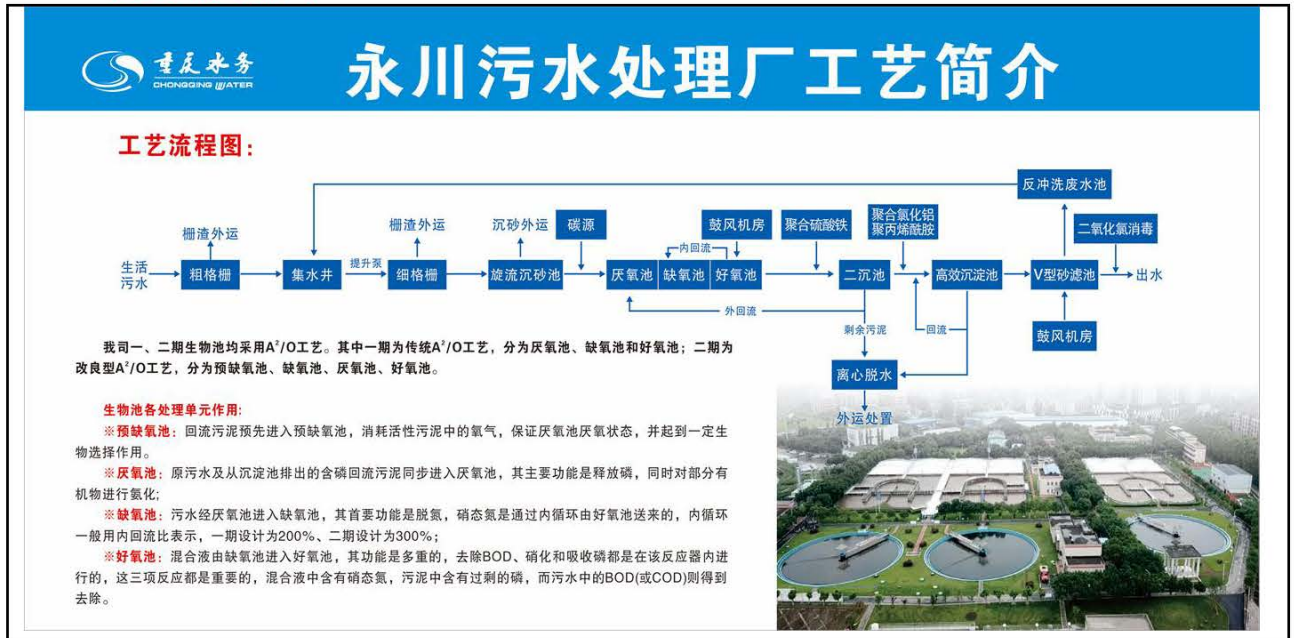 重庆水务
CHONGQING WATER
永川污水处理厂工艺简介
工艺流程图：
反冲洗废水池
栅渣外运
栅渣外运
沉砂外运
碳源
鼓风机房
聚合硫酸铁
聚合氯化铝
聚丙烯酰胺
二氧化氯消毒
内回流
生活
污水
粗格栅
集水井
提升泵
细格栅
旋流沉砂池
厌氧池
缺氧池
好氧池
二沉池
高效沉淀池
V型砂滤池
出水
外回流
剩余污泥
回流
鼓风机房
离心脱水
外运处置
我司一、二期生物池均采用A²/O工艺。其中一期为传统A²/O工艺，分为厌氧池、缺氧池和好氧池；二期为
改良型A²/O工艺，分为预缺氧池、缺氧池、厌氧池、好氧池。
生物池各处理单元作用：
※预缺氧池：回流污泥预先进入预缺氧池，消耗活性污泥中的氧气，保证厌氧池厌氧状态，并起到一定生
物选择作用。
※厌氧池：原污水及从沉淀池排出的含磷回流污泥同步进入厌氧池，其主要功能是释放磷，同时对部分有
机物进行氨化；
※缺氧池：污水经厌氧池进入缺氧池，其首要功能是脱氮，硝态氮是通过内循环由好氧池送来的，内循环
一般用内回流比表示，一期设计为200%、二期设计为300%；
※好氧池：混合液由缺氧池进入好氧池，其功能是多重的，去除BOD、硝化和吸收磷都是在该反应器内进
行的，这三项反应都是重要的，混合液中含有硝态氮，污泥中含有过剩的磷，而污水中的BOD(或COD)则得到
去除。